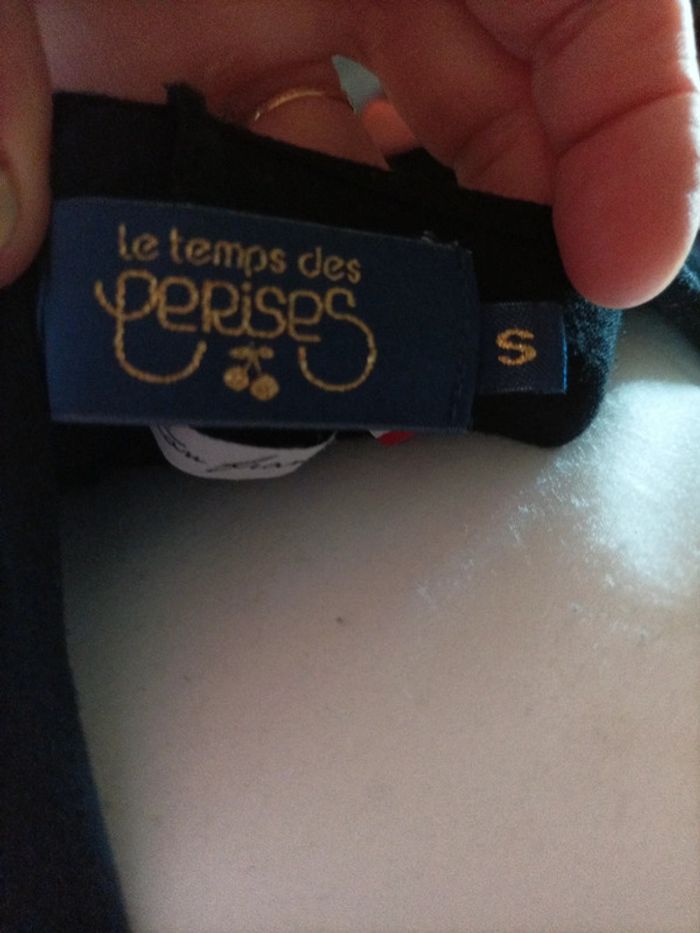 le temps des
cerises
S